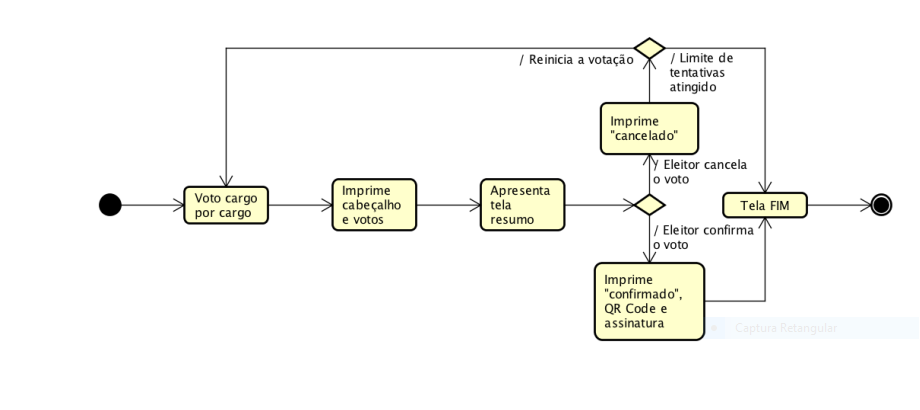 / Reinicia a votação
/ Limite de
tentativas
atingido
Imprime
"cancelado"
/ Eleitor cancela
o voto
Voto cargo
por cargo
Imprime
cabeçalho
e votos
Apresenta
tela
resumo
Tela FIM
/ Eleitor confirma
o voto
Imprime
"confirmado",
QR Code e
assinatura
Captura Retangular